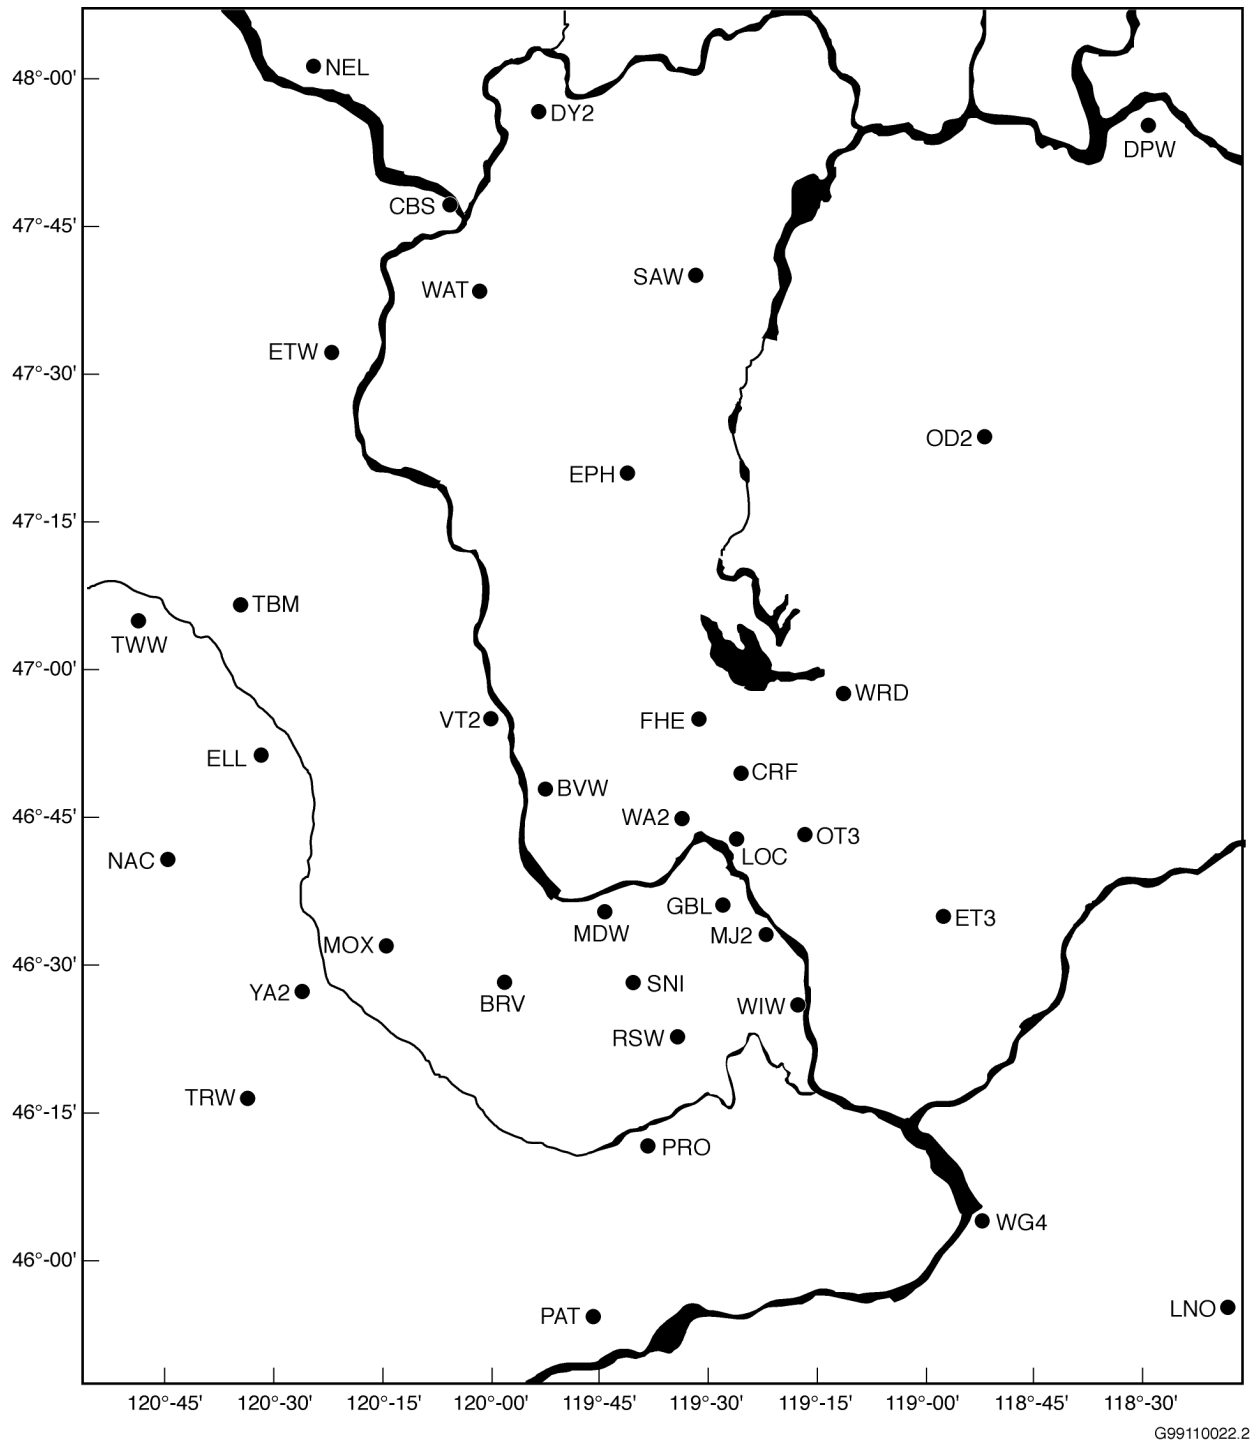 48°-00'
NEL
DY2
DPW
CBS
47°-45'
SAW
WAT
ETW
47°-30'
OD2
EPH
47°-15'
TBM
TWW
47°-00'
WRD
VT2
FHE
ELL
CRF
BVW
46°-45'
WA2
OT3
LOC
NAC
GBL
ET3
MDW
MJ2
MOX
46°-30'
YA2
SNI
BRV
WIW
RSW
TRW
46°-15'
PRO
WG4
46°-00'
LNO
PAT
120°-45' 120°-30' 120°-15' 120°-00' 119°-45' 119°-30' 119°-15' 119°-00' 118°-45' 118°-30'
G99110022.2